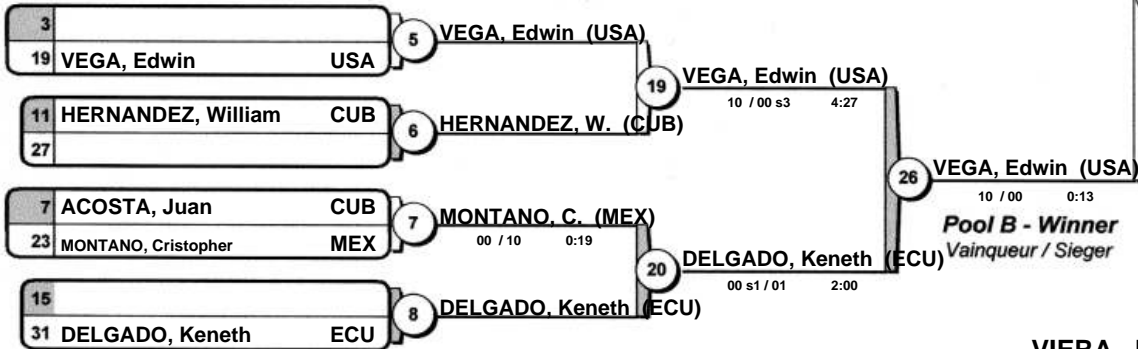 3
19 VEGA, Edwin USA
5 VEGA, Edwin (USA)
11 HERNANDEZ, William CUB
27
6 HERNANDEZ, W. (CUB)
19 VEGA, Edwin (USA)
10 / 00 s3 4:27
7 ACOSTA, Juan CUB
23 MONTANO, Cristopher MEX
7 MONTANO, C. (MEX)
00 / 10 0:19
15
31 DELGADO, Keneth ECU
8 DELGADO, Keneth (ECU)
20 DELGADO, Keneth (ECU)
00 s1 / 01 2:00
26 VEGA, Edwin (USA)
10 / 00 0:13
Pool B - Winner
Vainqueur / Sieger
VIERA